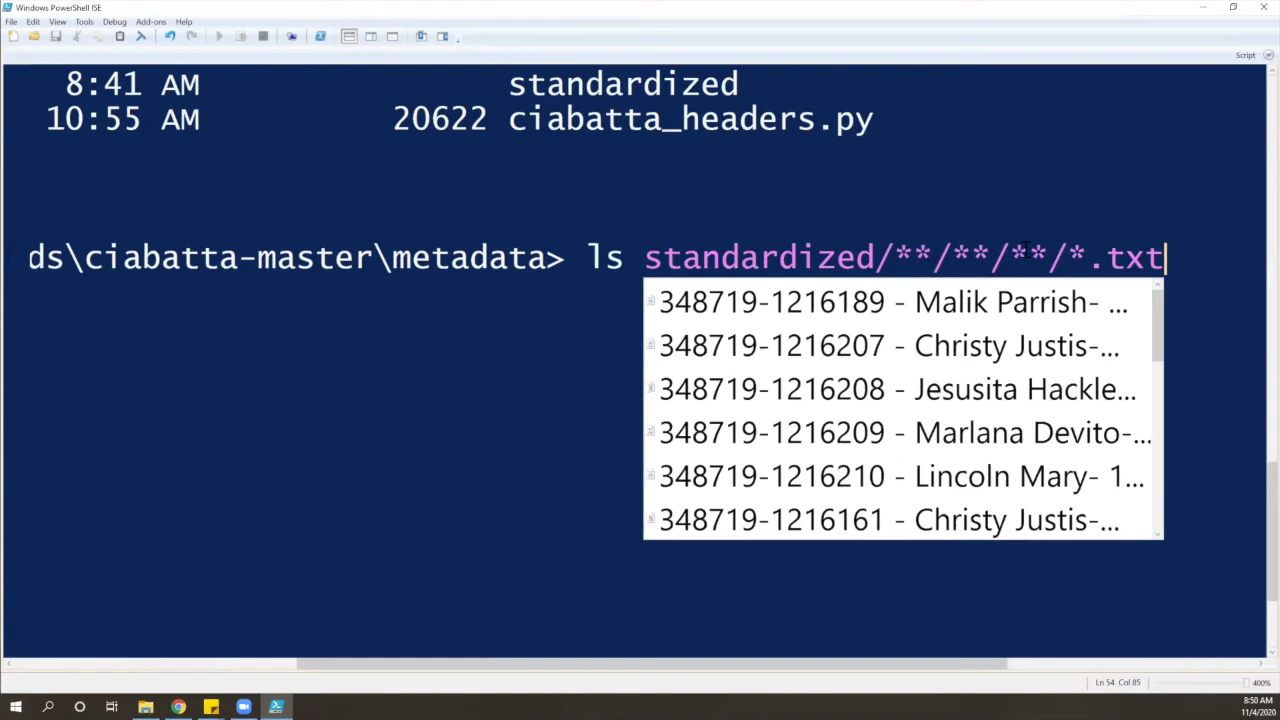 Windows PowerShell ISE
File Edit View Tools Debug Add-ons Help
Script
8:41 AM standardized
10:55 AM 20622 ciabatta_headers.py
ds\ciabatta-master\metadata> ls standardized/**/**/**/*.txt
348719-1216189 - Malik Parrish- ...
348719-1216207 - Christy Justis-...
348719-1216208 - Jesusita Hackle...
348719-1216209 - Marlana Devito-...
348719-1216210 - Lincoln Mary- 1...
348719-1216161 - Christy Justis-...
Ln 54 Col 85 400%
8:50 AM
11/4/2020